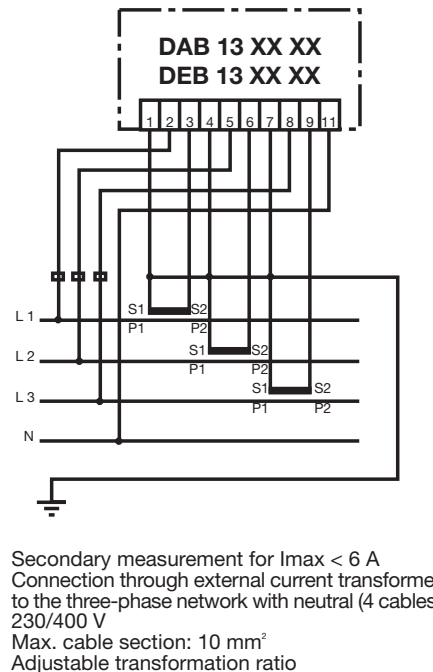 DAB 13 XX XX
DEB 13 XX XX
1 2 3 4 5 6 7 8 9 11
L 1
S1 S2
P1 P2
L 2
S1 S2
P1 P2
L 3
S1 S2
P1 P2
N
Secondary measurement for Imax < 6 A
Connection through external current transforme
to the three-phase network with neutral (4 cables
230/400 V
Max. cable section: 10 mm²
Adjustable transformation ratio